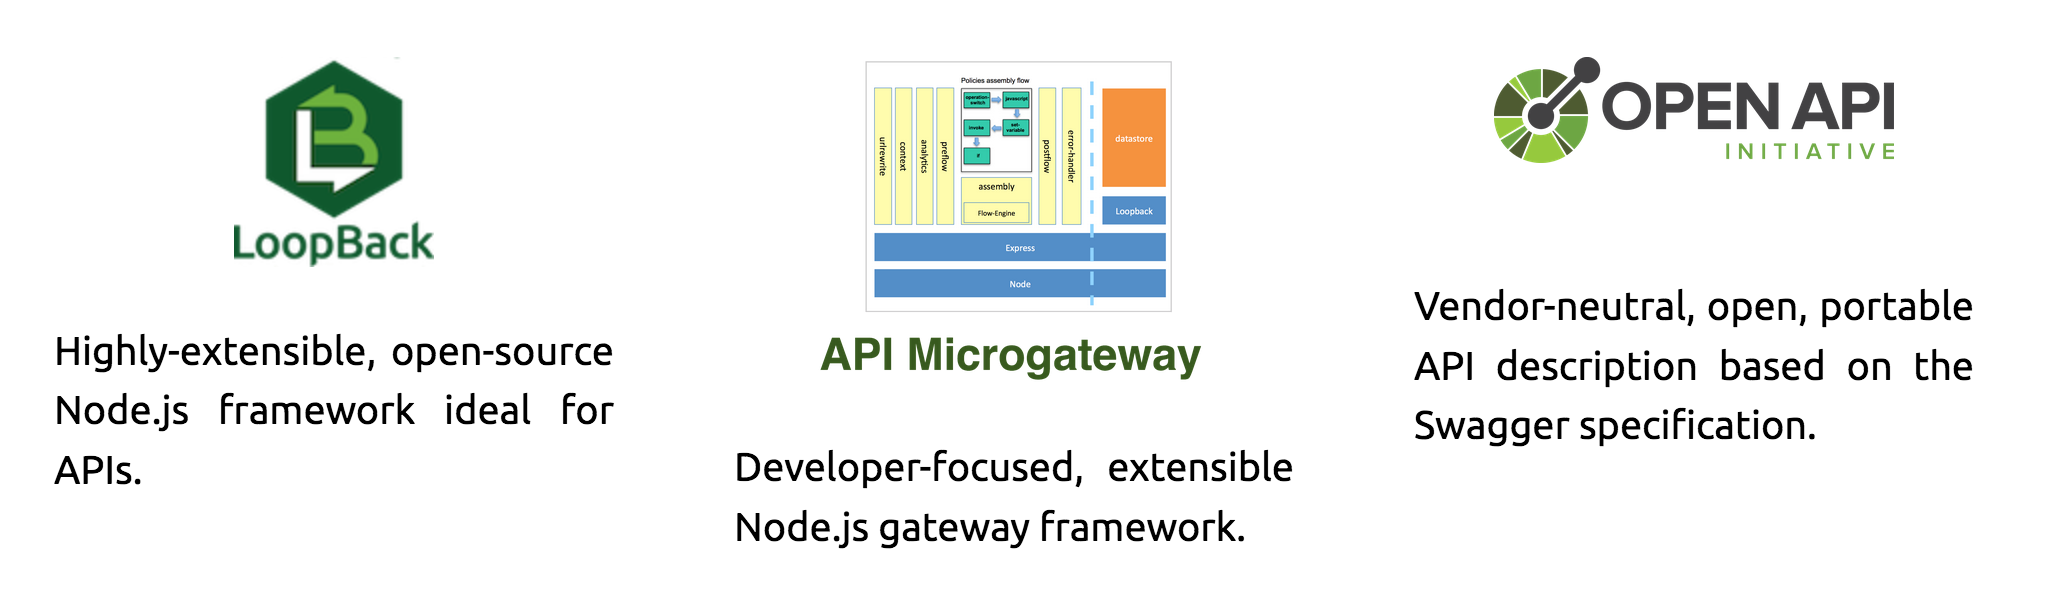 LoopBack
Highly-extensible, open-source
Node.js framework ideal for
APIs.
Policies assembly flow
urlrewrite
context
analytics
preflow
operation-
switch
javascript
invoke
set-
variable
if
assembly
Flow-Engine
postflow
error-handler
datastore
Loopback
Express
Node
API Microgateway
Developer-focused, extensible
Node.js gateway framework.
OPEN API
INITIATIVE
Vendor-neutral, open, portable
API description based on the
Swagger specification.